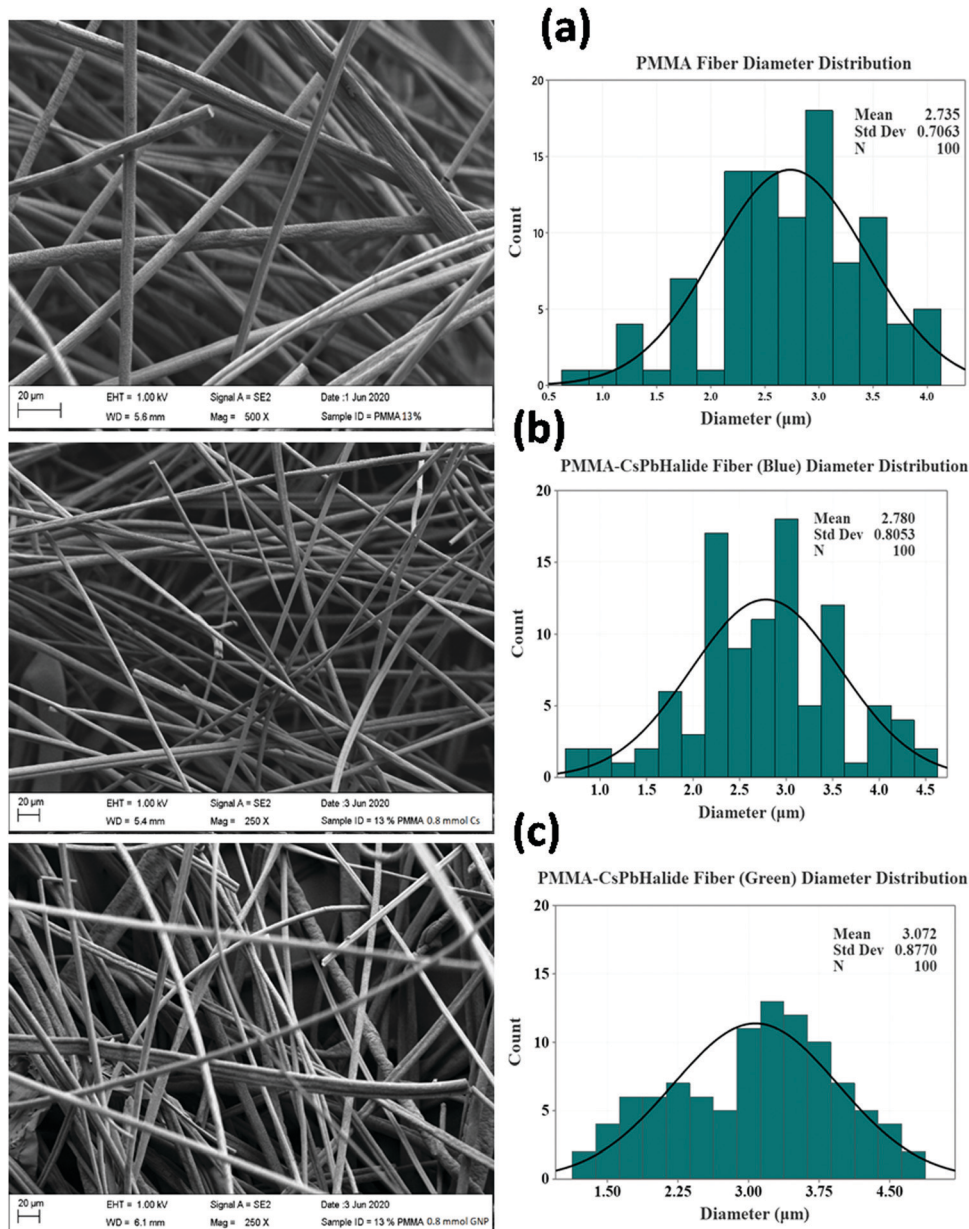 (a)
PMMA Fiber Diameter Distribution
20
15
10
5
0
Count
Mean 2.735
Std Dev 0.7063
N 100
0.5 1.0 1.5 2.0 2.5 3.0 3.5 4.0
Diameter (µm)
20 µm EHT = 1.00 kV Signal A = SE2 Date :1 Jun 2020
WD = 5.6 mm Mag = 500 X Sample ID = PMMA 13%
(b)
PMMA-CsPbHalide Fiber (Blue) Diameter Distribution
20
15
10
5
0
Count
Mean 2.780
Std Dev 0.8053
N 100
1.0 1.5 2.0 2.5 3.0 3.5 4.0 4.5
Diameter (µm)
20 µm EHT = 1.00 kV Signal A = SE2 Date :3 Jun 2020
WD = 5.4 mm Mag = 250 X Sample ID = 13 % PMMA 0.8 mmol Cs
(c)
PMMA-CsPbHalide Fiber (Green) Diameter Distribution
20
15
10
5
0
Count
Mean 3.072
Std Dev 0.8770
N 100
1.50 2.25 3.00 3.75 4.50
Diameter (µm)
20 µm EHT = 1.00 kV Signal A = SE2 Date :3 Jun 2020
WD = 6.1 mm Mag = 250 X Sample ID = 13 % PMMA 0.8 mmol GNP